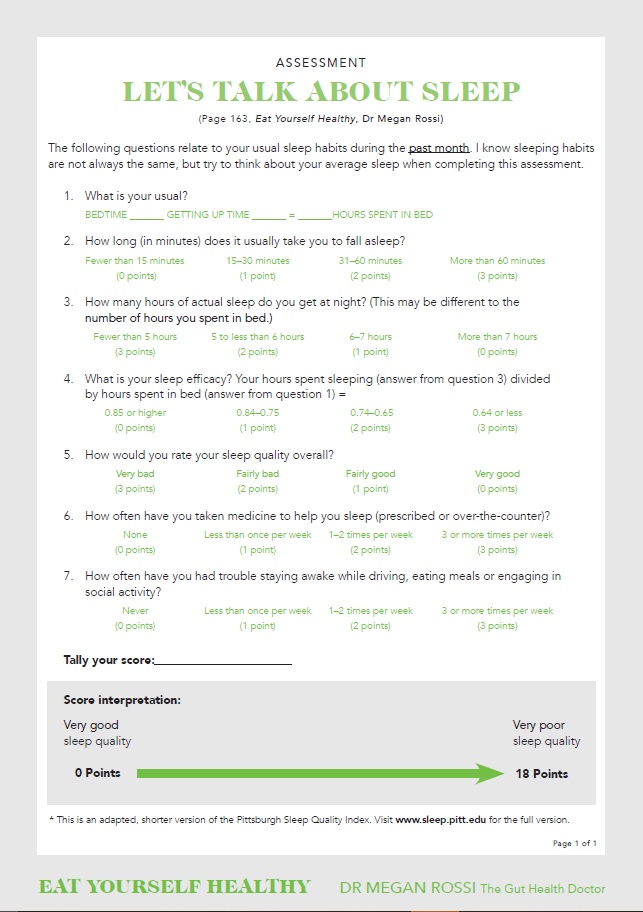 ASSESSMENT
LET'S TALK ABOUT SLEEP
(Page 163, Eat Yourself Healthy, Dr Megan Rossi)
The following questions relate to your usual sleep habits during the past month. I know sleeping habits
are not always the same, but try to think about your average sleep when completing this assessment.
1. What is your usual?
BEDTIME ______ GETTING UP TIME ______ = ______HOURS SPENT IN BED
2. How long (in minutes) does it usually take you to fall asleep?
Fewer than 15 minutes 15–30 minutes 31–60 minutes More than 60 minutes
(0 points) (1 point) (2 points) (3 points)
3. How many hours of actual sleep do you get at night? (This may be different to the
number of hours you spent in bed.)
Fewer than 5 hours 5 to less than 6 hours 6–7 hours More than 7 hours
(3 points) (2 points) (1 point) (0 points)
4. What is your sleep efficacy? Your hours spent sleeping (answer from question 3) divided
by hours spent in bed (answer from question 1) =
0.85 or higher 0.84–0.75 0.74–0.65 0.64 or less
(0 points) (1 point) (2 points) (3 points)
5. How would you rate your sleep quality overall?
Very bad Fairly bad Fairly good Very good
(3 points) (2 points) (1 point) (0 points)
6. How often have you taken medicine to help you sleep (prescribed or over-the-counter)?
None Less than once per week 1–2 times per week 3 or more times per week
(0 points) (1 point) (2 points) (3 points)
7. How often have you had trouble staying awake while driving, eating meals or engaging in
social activity?
Never Less than once per week 1–2 times per week 3 or more times per week
(0 points) (1 point) (2 points) (3 points)
Tally your score:______________________
Score interpretation:
Very good Very poor
sleep quality sleep quality
0 Points 18 Points
* This is an adapted, shorter version of the Pittsburgh Sleep Quality Index. Visit www.sleep.pitt.edu for the full version.
Page 1 of 1
EAT YOURSELF HEALTHY DR MEGAN ROSSI The Gut Health Doctor